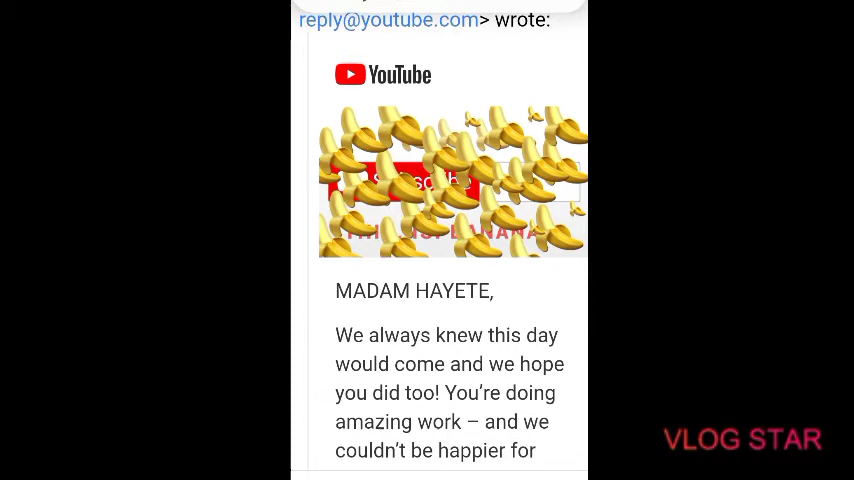 reply@youtube.com> wrote:
YouTube
MADAM HAYETE,
We always knew this day
would come and we hope
you did too! You're doing
amazing work – and we
couldn't be happier for
VLOG STAR